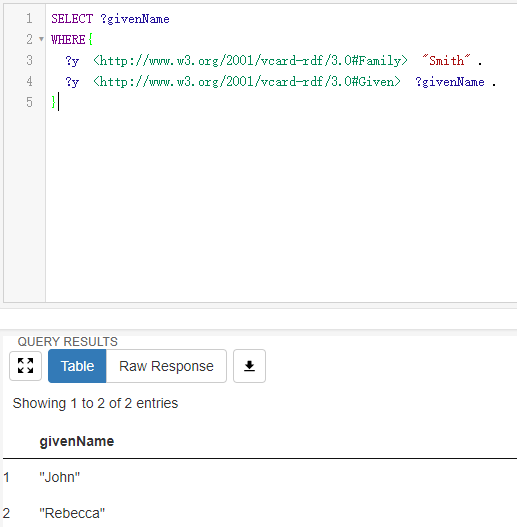 1 SELECT ?givenName
2 WHERE{
3 ?y <http://www.w3.org/2001/vcard-rdf/3.0#Family> "Smith" .
4 ?y <http://www.w3.org/2001/vcard-rdf/3.0#Given> ?givenName .
5 }
QUERY RESULTS
Table Raw Response
Showing 1 to 2 of 2 entries
givenName
1 "John"
2 "Rebecca"